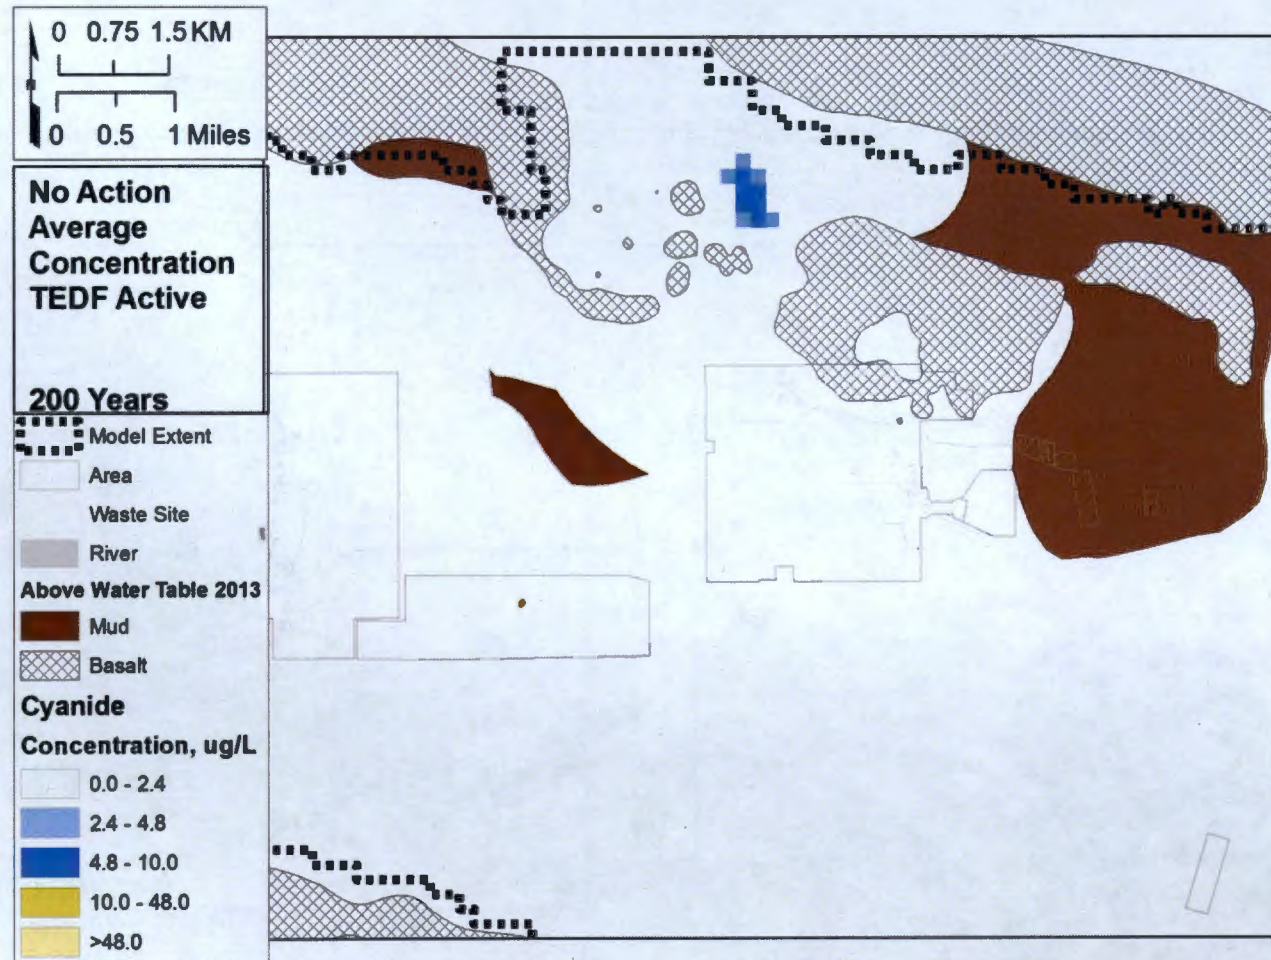 0 0.75 1.5 KM
0 0.5 1 Miles
No Action
Average
Concentration
TEDF Active
200 Years
Model Extent
Area
Waste Site
River
Above Water Table 2013
Mud
Basalt
Cyanide
Concentration, ug/L
0.0 - 2.4
2.4 - 4.8
4.8 - 10.0
10.0 - 48.0
>48.0